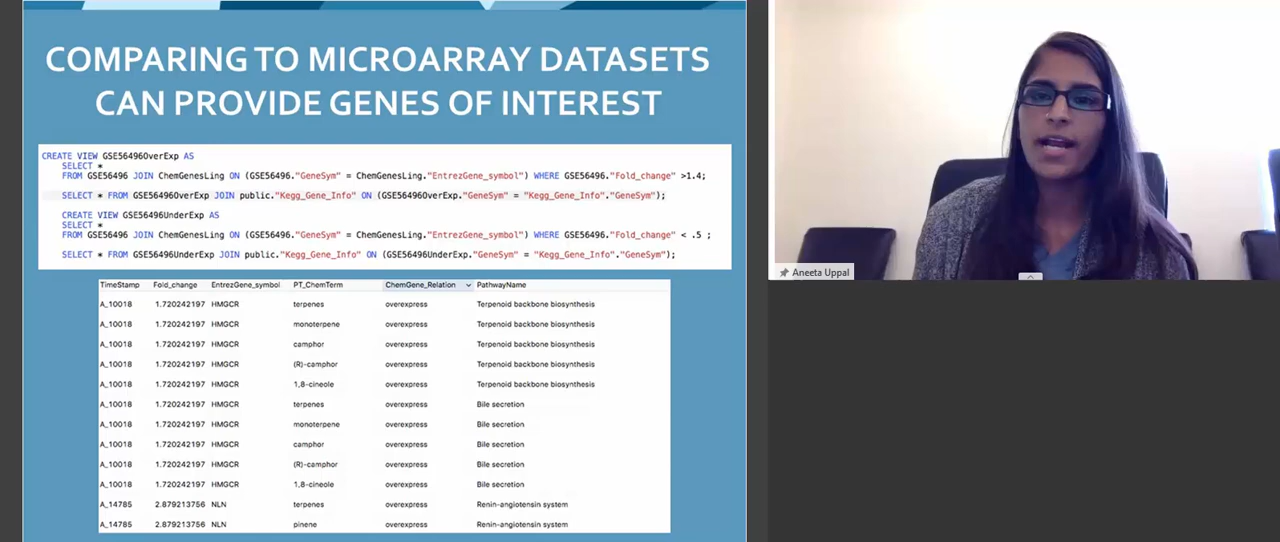 COMPARING TO MICROARRAY DATASETS
CAN PROVIDE GENES OF INTEREST
CREATE VIEW GSE56496OverExp AS
SELECT *
FROM GSE56496 JOIN ChemGenesLing ON (GSE56496."GeneSym" = ChemGenesLing."EntrezGene_symbol") WHERE GSE56496."Fold_change" >1.4;
SELECT * FROM GSE56496OverExp JOIN public."Kegg_Gene_Info" ON (GSE56496OverExp."GeneSym" = "Kegg_Gene_Info"."GeneSym");
CREATE VIEW GSE56496UnderExp AS
SELECT *
FROM GSE56496 JOIN ChemGenesLing ON (GSE56496."GeneSym" = ChemGenesLing."EntrezGene_symbol") WHERE GSE56496."Fold_change" < .5 ;
SELECT * FROM GSE56496UnderExp JOIN public."Kegg_Gene_Info" ON (GSE56496UnderExp."GeneSym" = "Kegg_Gene_Info"."GeneSym");
TimeStamp Fold_change EntrezGene_symbol PT_ChemTerm ChemGene_Relation PathwayName
A_10018 1.720242197 HMGCR terpenes overexpress Terpenoid backbone biosynthesis
A_10018 1.720242197 HMGCR monoterpene overexpress Terpenoid backbone biosynthesis
A_10018 1.720242197 HMGCR camphor overexpress Terpenoid backbone biosynthesis
A_10018 1.720242197 HMGCR (R)-camphor overexpress Terpenoid backbone biosynthesis
A_10018 1.720242197 HMGCR 1,8-cineole overexpress Terpenoid backbone biosynthesis
A_10018 1.720242197 HMGCR terpenes overexpress Bile secretion
A_10018 1.720242197 HMGCR monoterpene overexpress Bile secretion
A_10018 1.720242197 HMGCR camphor overexpress Bile secretion
A_10018 1.720242197 HMGCR (R)-camphor overexpress Bile secretion
A_10018 1.720242197 HMGCR 1,8-cineole overexpress Bile secretion
A_14785 2.879213756 NLN terpenes overexpress Renin-angiotensin system
A_14785 2.879213756 NLN pinene overexpress Renin-angiotensin system
Aneeta Uppal